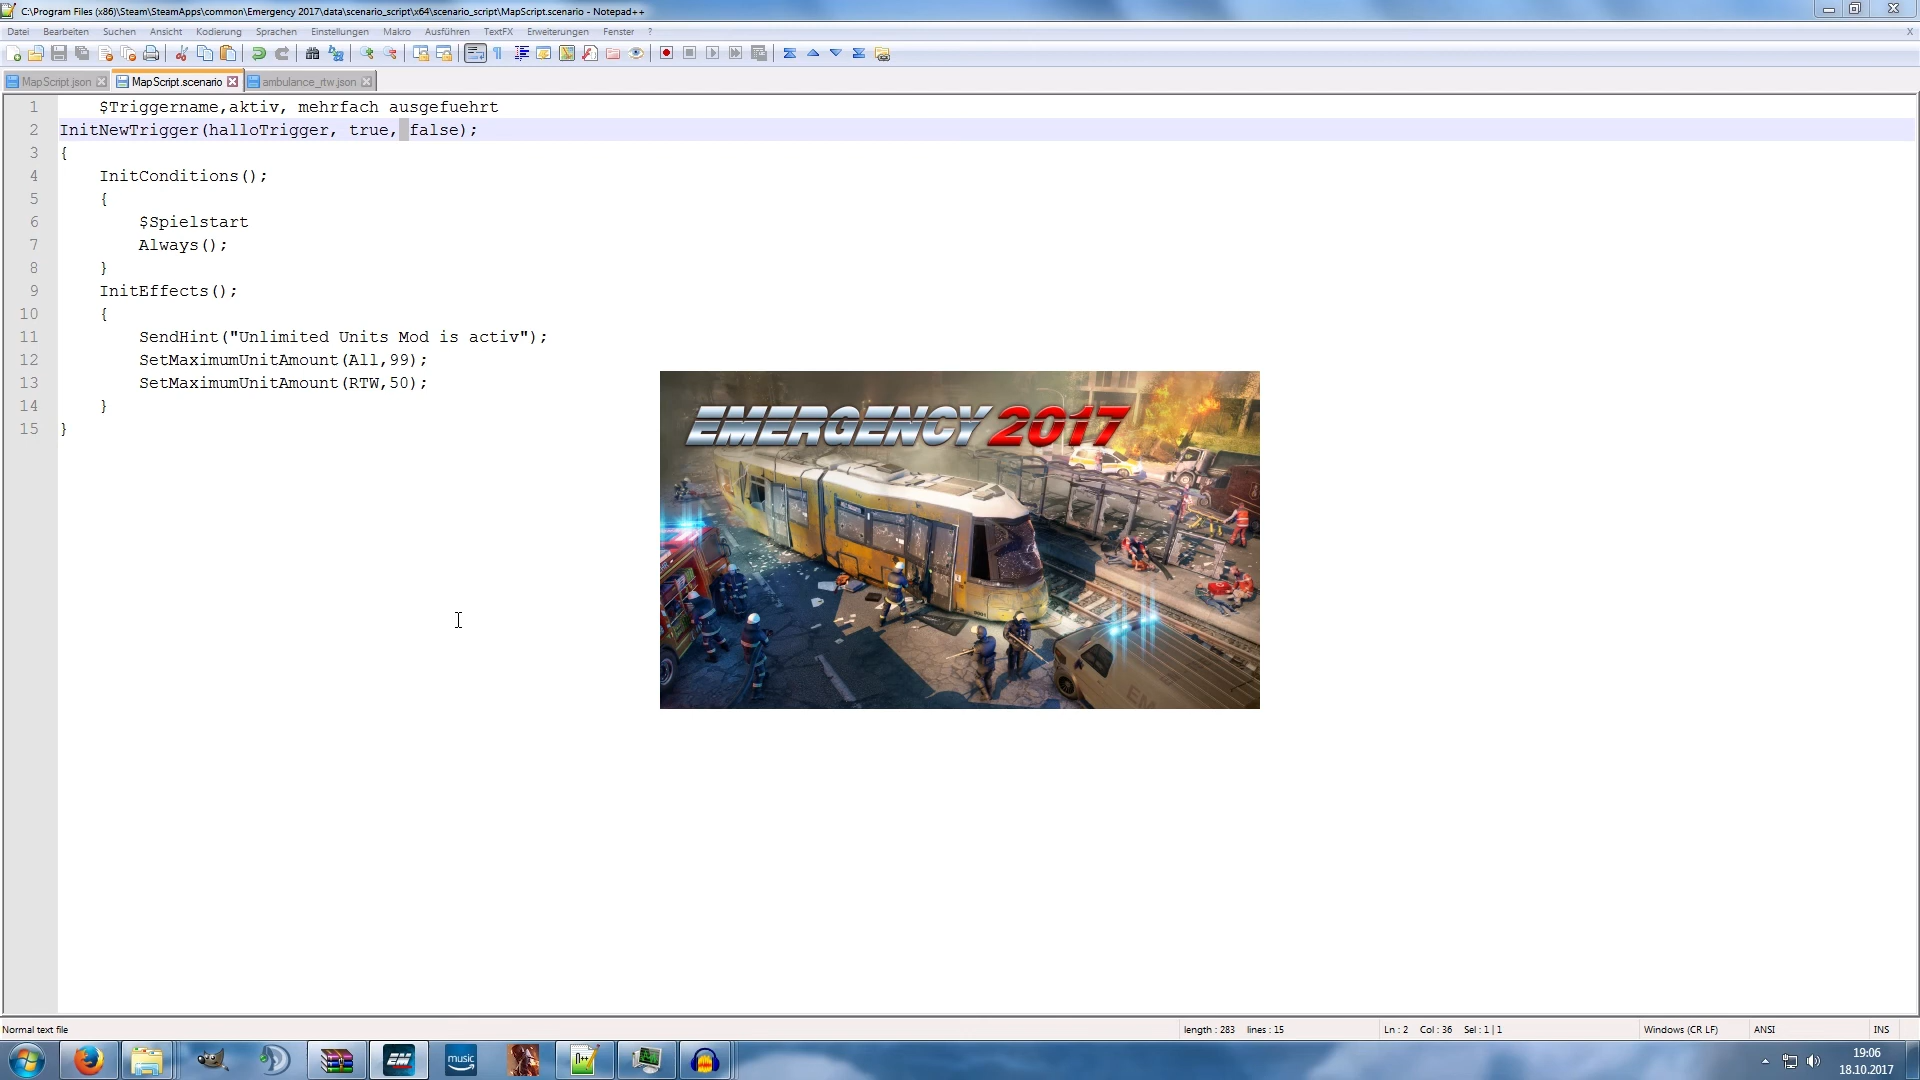 C:\Program Files (x86)\Steam\SteamApps\common\Emergency 2017\data\scenario_script\x64\scenario_script\MapScript.scenario - Notepad++
Datei Bearbeiten Suchen Ansicht Kodierung Sprachen Einstellungen Makro Ausführen TextFX Erweiterungen Fenster ? X
MapScript.json MapScript.scenario ambulance_rtw.json
1 $Triggername,aktiv, mehrfach ausgefuehrt
2 InitNewTrigger(halloTrigger, true, false);
3 {
4 InitConditions();
5 {
6 $Spielstart
7 Always();
8 }
9 InitEffects();
10 {
11 SendHint("Unlimited Units Mod is activ");
12 SetMaximumUnitAmount(All,99);
13 SetMaximumUnitAmount(RTW,50);
14 }
15 }
EMERGENCY 2017
Normal text file length : 283 lines : 15 Ln : 2 Col : 36 Sel : 1 | 1 Windows (CR LF) ANSI INS
EM music n++ 19:06
18.10.2017